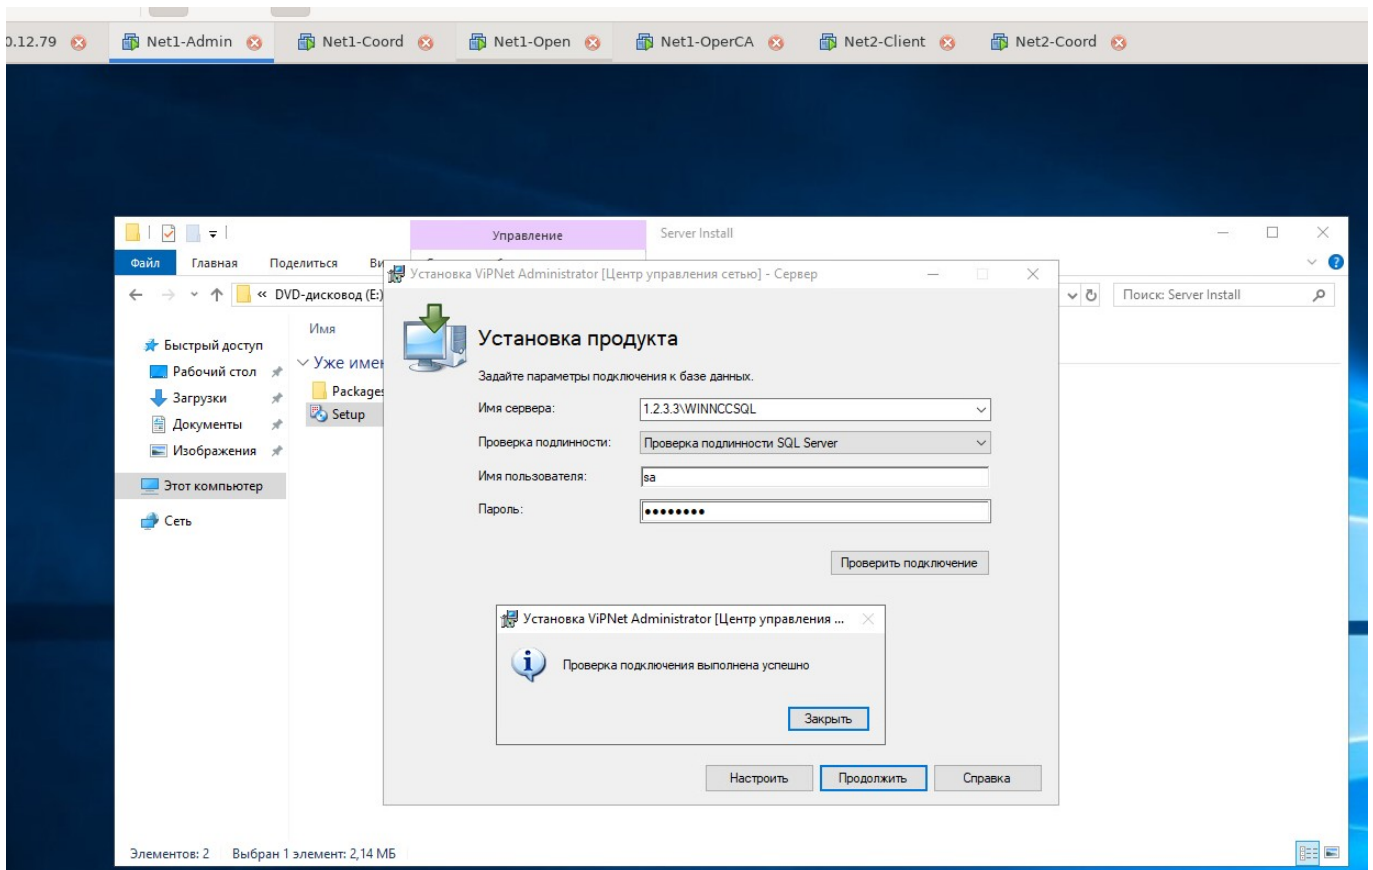 0.12.79 Net1-Admin Net1-Coord Net1-Open Net1-OperCA Net2-Client Net2-Coord
Управление Server Install
Файл Главная Поделиться
Установка ViPNet Administrator [Центр управления сетью] - Сервер
« DVD-дисковод (E:)
Поиск: Server Install
Быстрый доступ
Рабочий стол
Загрузки
Документы
Изображения
Этот компьютер
Сеть
Имя
Packages
Setup
Установка продукта
Задайте параметры подключения к базе данных.
Имя сервера: 1.2.3.3\WINNCCSQL
Проверка подлинности: Проверка подлинности SQL Server
Имя пользователя: sa
Пароль: ••••••••
Проверить подключение
Установка ViPNet Administrator [Центр управления ...
Проверка подключения выполнена успешно
Закрыть
Настроить Продолжить Справка
Элементов: 2 Выбран 1 элемент: 2,14 МБ